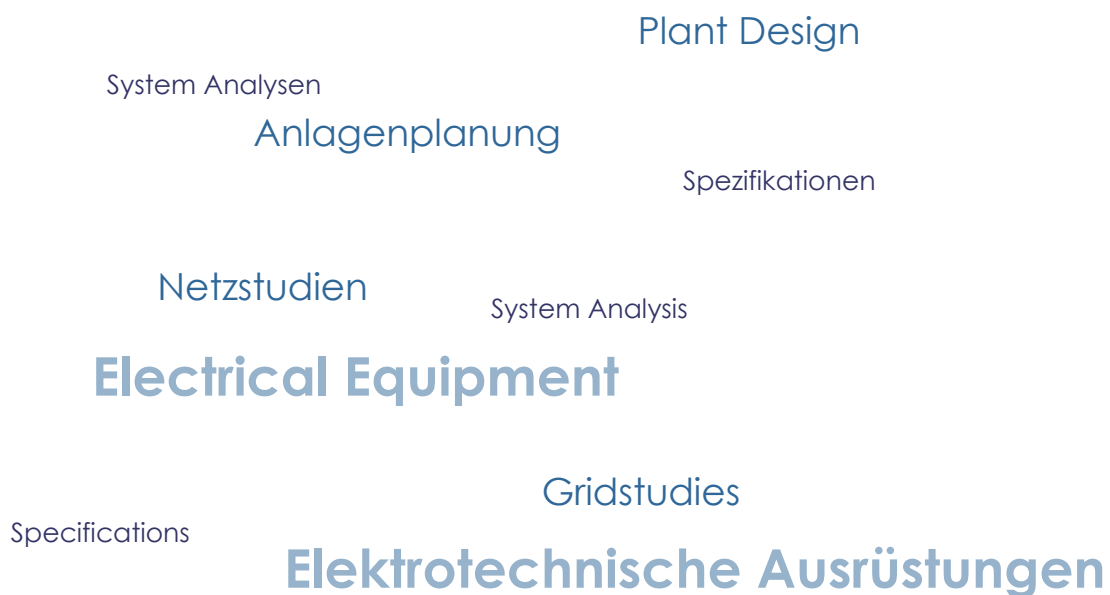 Plant Design
System Analysen
Anlagenplanung
Spezifikationen
Netzstudien
System Analysis
Electrical Equipment
Gridstudies
Specifications
Elektrotechnische Ausrüstungen